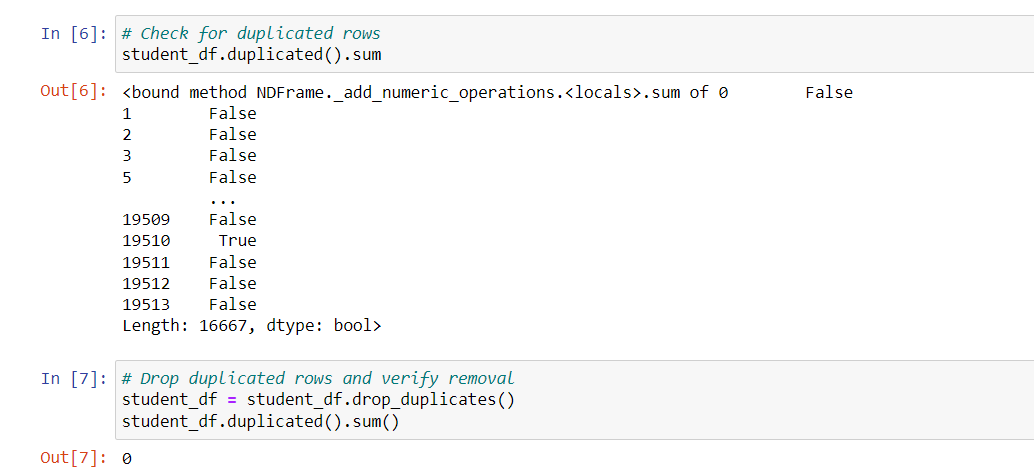 In [6]: # Check for duplicated rows
student_df.duplicated().sum
Out[6]: <bound method NDFrame._add_numeric_operations.<locals>.sum of 0        False
1        False
2        False
3        False
5        False
...
19509    False
19510     True
19511    False
19512    False
19513    False
Length: 16667, dtype: bool>
In [7]: # Drop duplicated rows and verify removal
student_df = student_df.drop_duplicates()
student_df.duplicated().sum()
Out[7]: 0